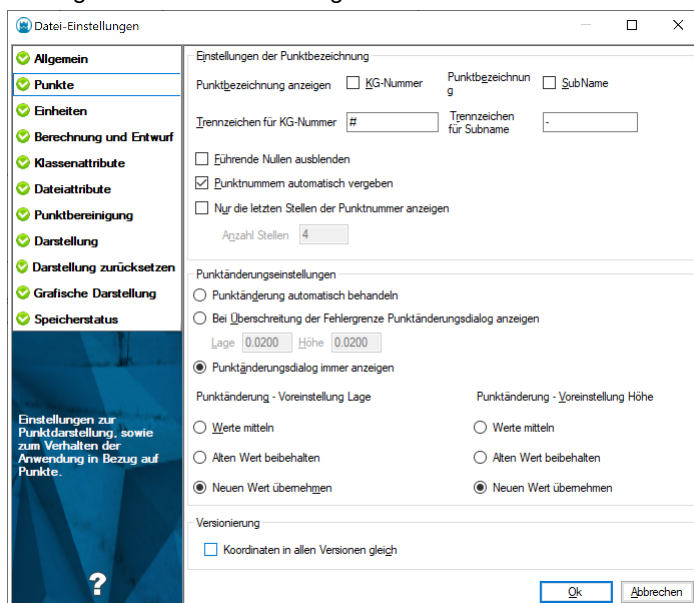 Datei-Einstellungen
Allgemein
Punkte
Einheiten
Berechnung und Entwurf
Klassenattribute
Dateiattribute
Punktbereinigung
Darstellung
Darstellung zurücksetzen
Grafische Darstellung
Speicherstatus
Einstellungen zur
Punktdarstellung, sowie
zum Verhalten der
Anwendung in Bezug auf
Punkte.
?
Einstellungen der Punktbezeichnung
Punktbezeichnung anzeigen KG-Nummer Punktbezeichnun
g SubName
Trennzeichen für KG-Nummer # Trennzeichen
für Subname -
Führende Nullen ausblenden
Punktnummern automatisch vergeben
Nur die letzten Stellen der Punktnummer anzeigen
Anzahl Stellen 4
Punktänderungseinstellungen
Punktänderung automatisch behandeln
Bei Überschreitung der Fehlergrenze Punktänderungsdialog anzeigen
Lage 0.0200 Höhe 0.0200
Punktänderungsdialog immer anzeigen
Punktänderung - Voreinstellung Lage Punktänderung - Voreinstellung Höhe
Werte mitteln Werte mitteln
Alten Wert beibehalten Alten Wert beibehalten
Neuen Wert übernehmen Neuen Wert übernehmen
Versionierung
Koordinaten in allen Versionen gleich
Ok Abbrechen